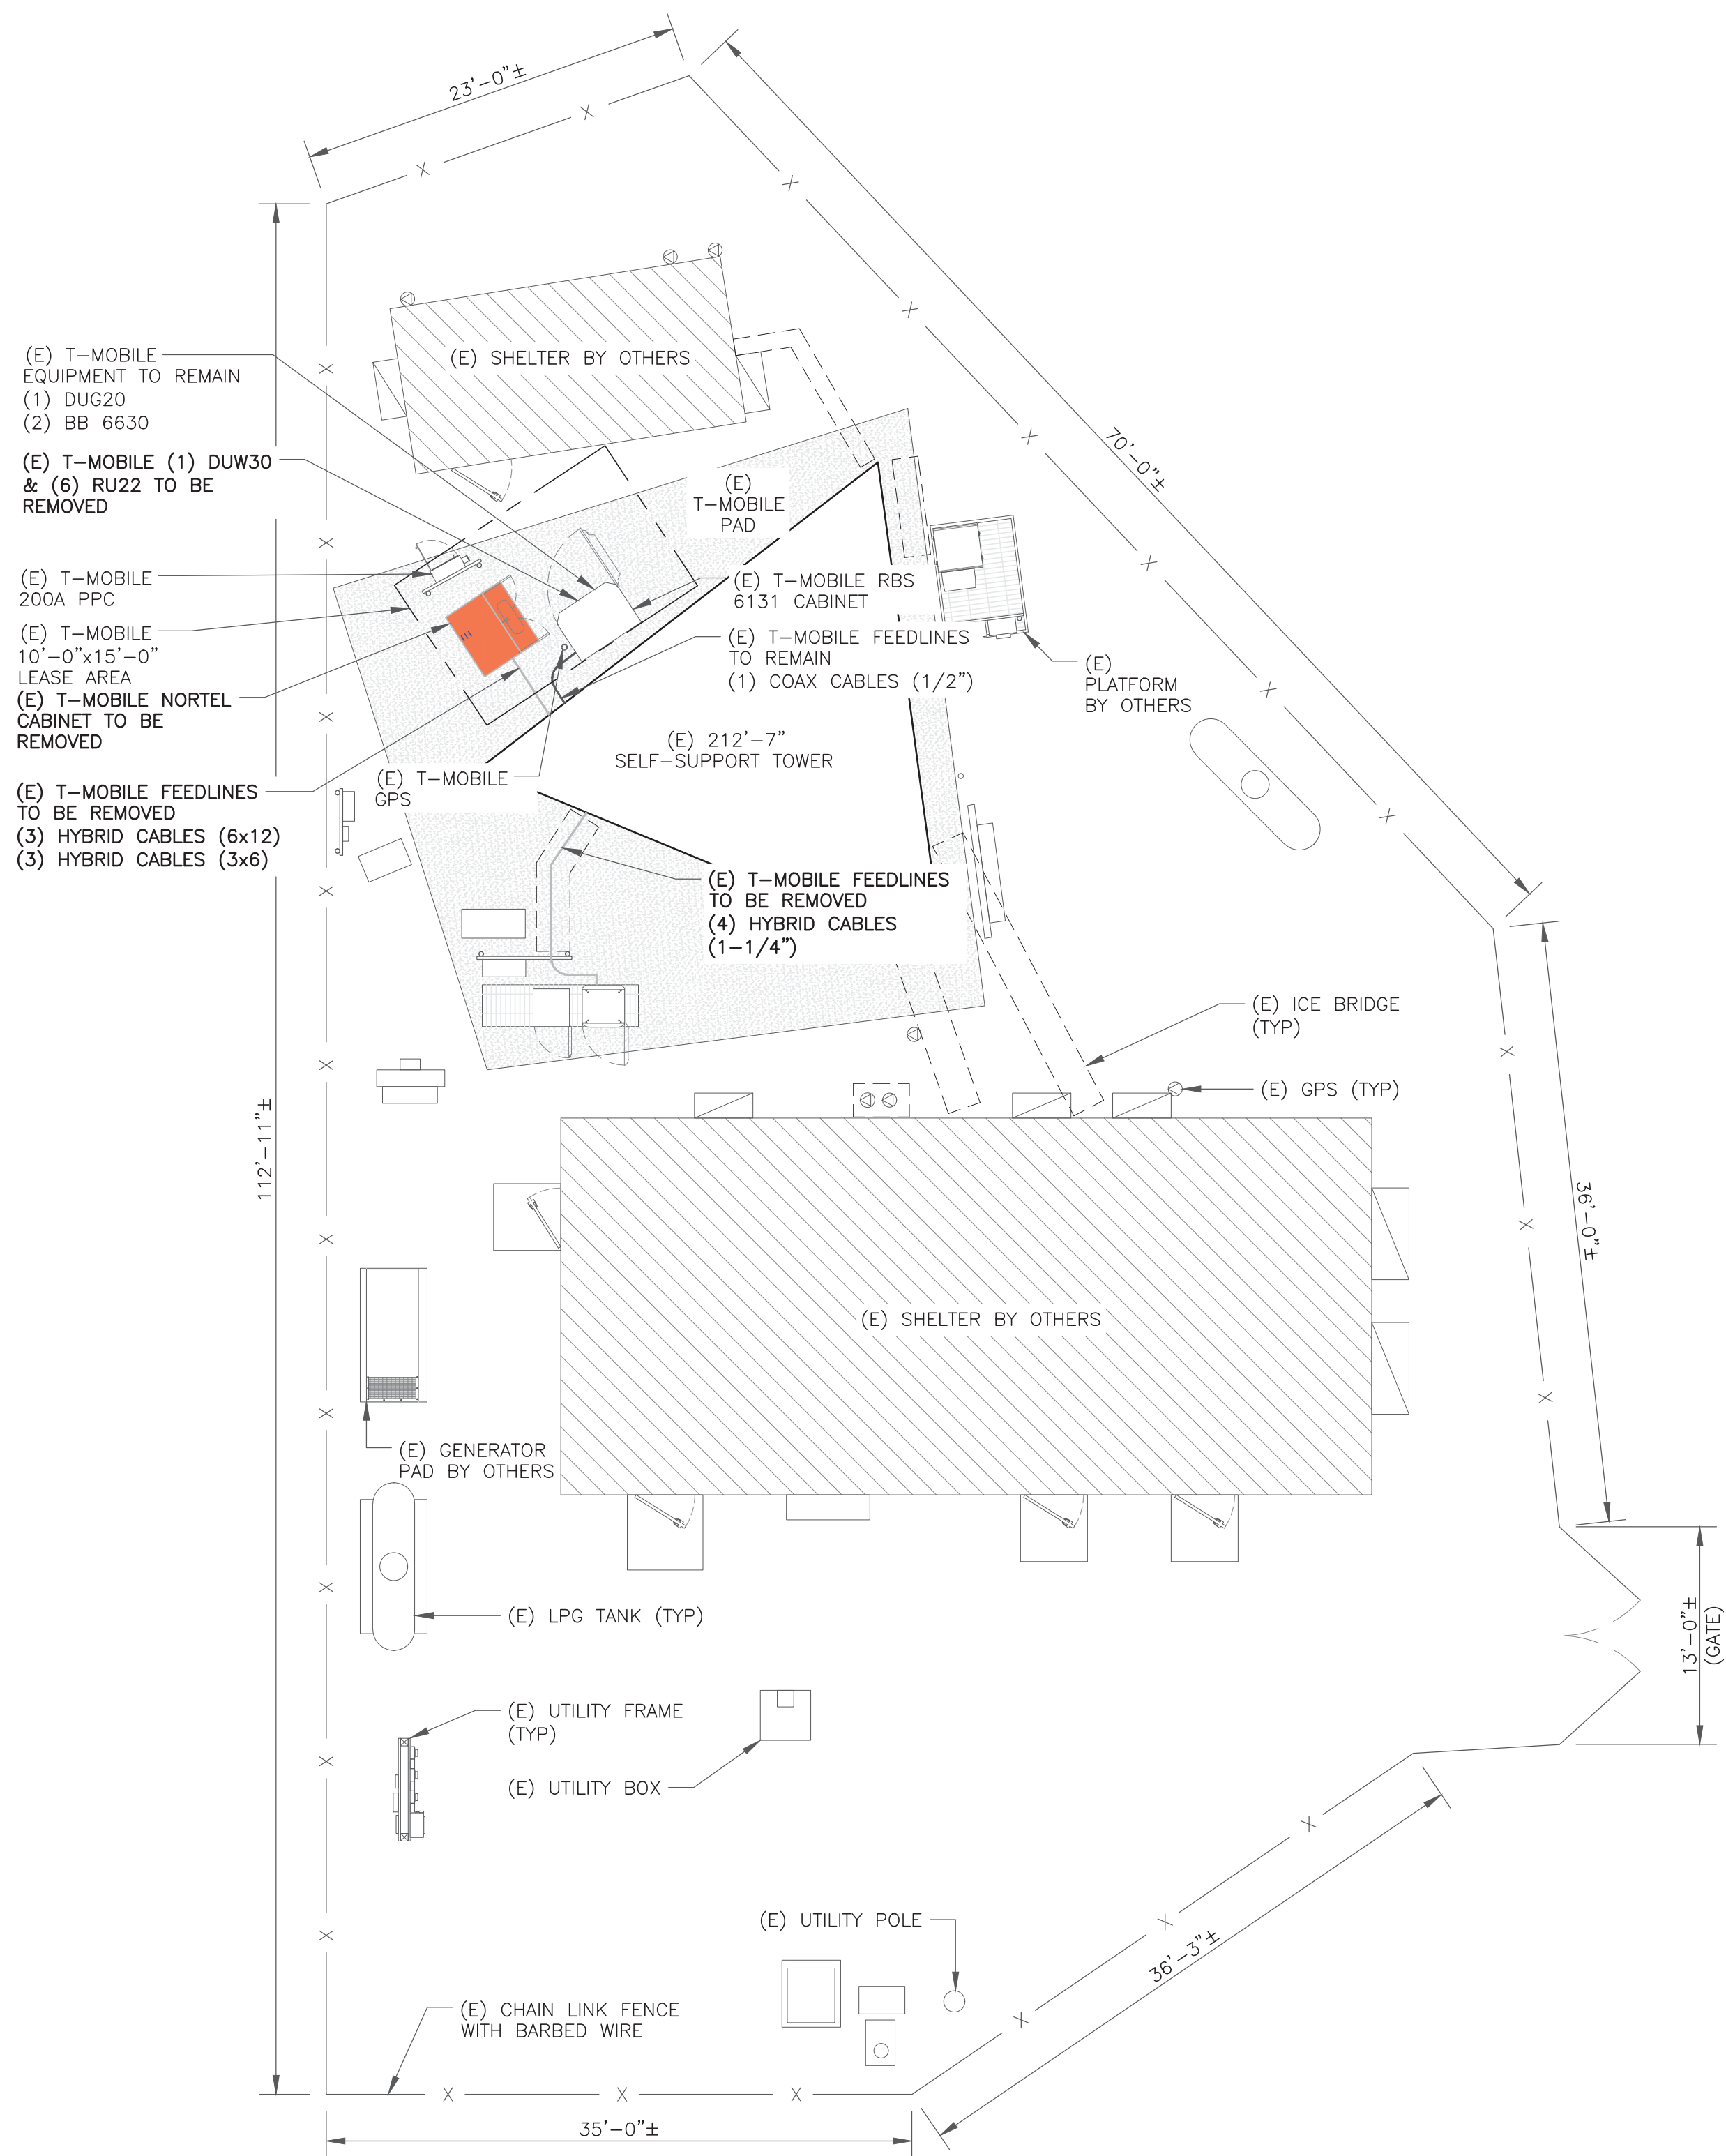 23'-0"±
70'-0"±
(E) SHELTER BY OTHERS
(E) T-MOBILE
EQUIPMENT TO REMAIN
(1) DUG20
(2) BB 6630
(E) T-MOBILE (1) DUW30
& (6) RU22 TO BE
REMOVED
(E)
T-MOBILE
PAD
(E) T-MOBILE
200A PPC
(E) T-MOBILE RBS
6131 CABINET
(E) T-MOBILE
10'-0"x15'-0"
LEASE AREA
(E) T-MOBILE FEEDLINES
TO REMAIN
(1) COAX CABLES (1/2")
(E)
PLATFORM
BY OTHERS
(E) T-MOBILE NORTEL
CABINET TO BE
REMOVED
(E) 212'-7"
SELF-SUPPORT TOWER
(E) T-MOBILE
GPS
(E) T-MOBILE FEEDLINES
TO BE REMOVED
(3) HYBRID CABLES (6x12)
(3) HYBRID CABLES (3x6)
(E) T-MOBILE FEEDLINES
TO BE REMOVED
(4) HYBRID CABLES
(1-1/4")
(E) ICE BRIDGE
(TYP)
(E) GPS (TYP)
112'-11"±
36'-0"±
(E) SHELTER BY OTHERS
(E) GENERATOR
PAD BY OTHERS
(E) LPG TANK (TYP)
13'-0"±
(GATE)
(E) UTILITY FRAME
(TYP)
(E) UTILITY BOX
(E) UTILITY POLE
36'-3"±
(E) CHAIN LINK FENCE
WITH BARBED WIRE
35'-0"±